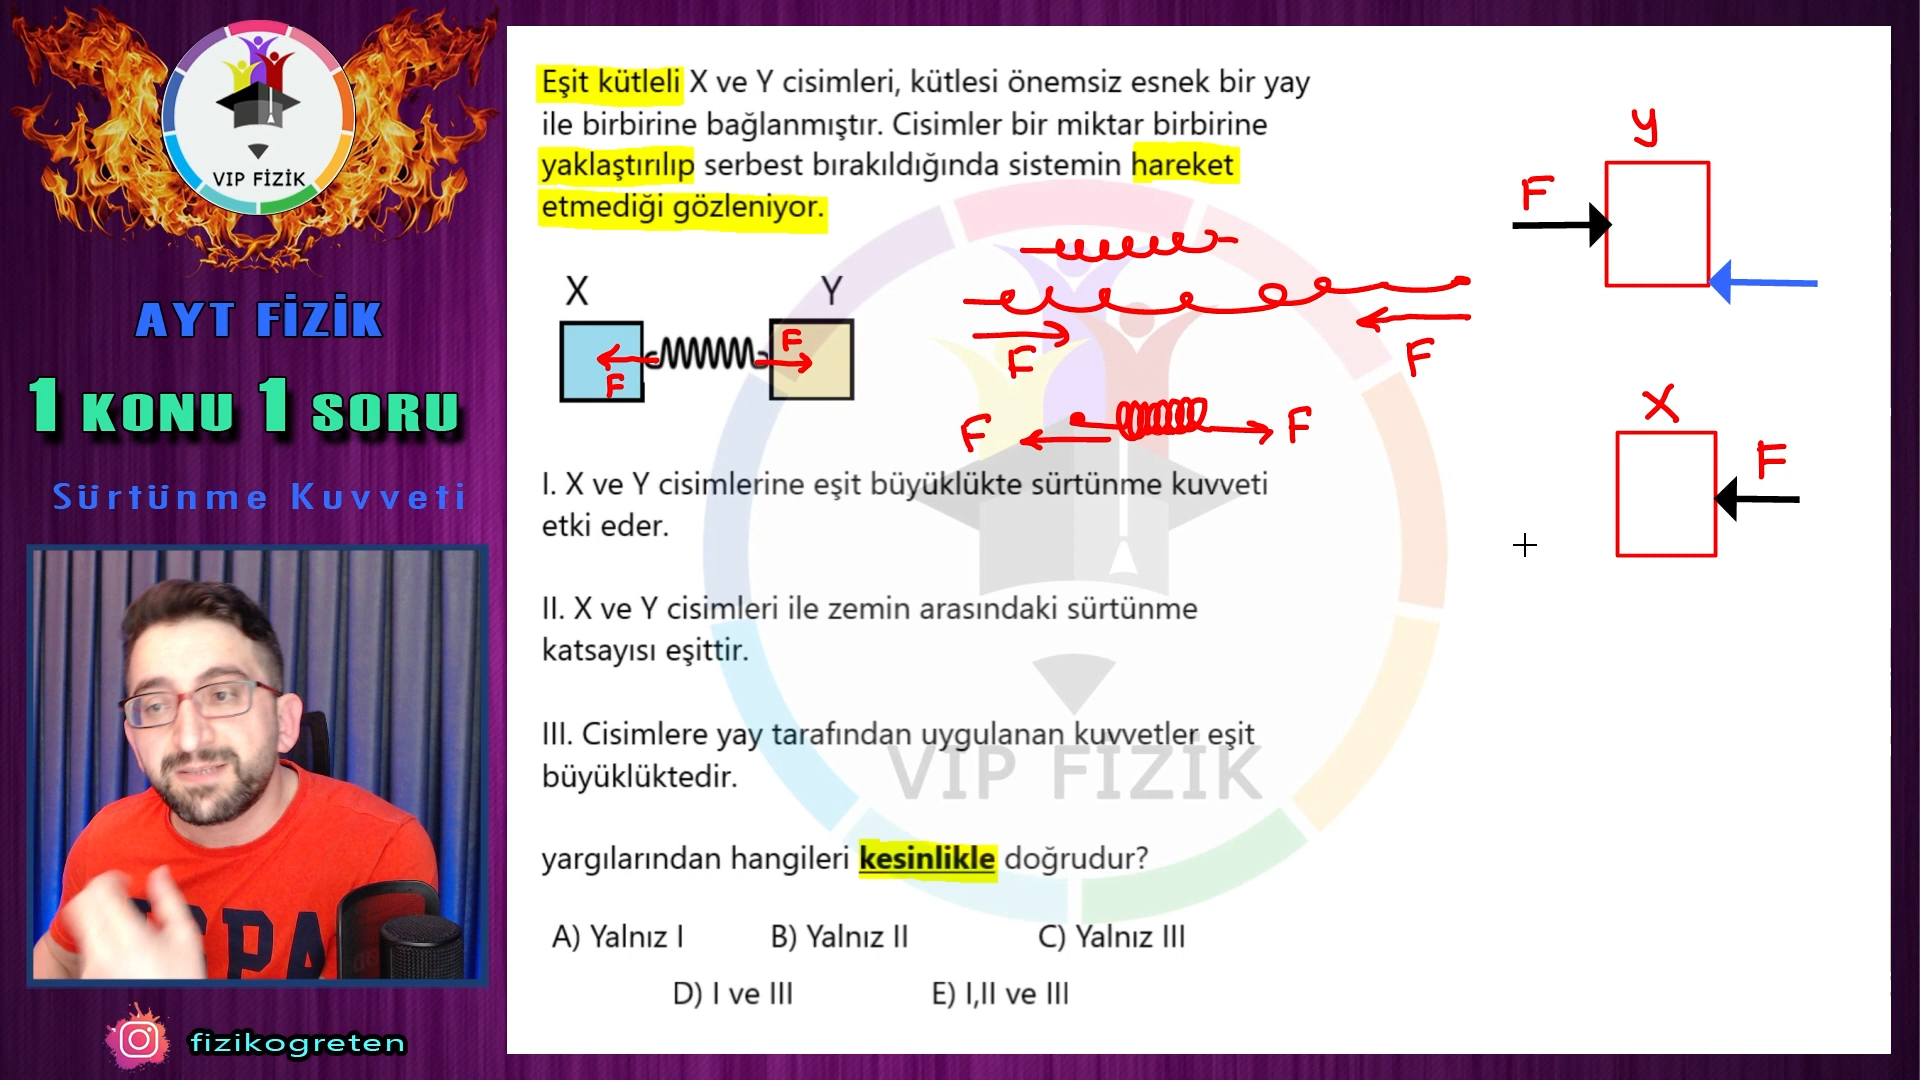 VIP FİZİK
AYT FİZİK
1 KONU 1 SORU
Sürtünme Kuvveti
fizikogreten
Eşit kütleli X ve Y cisimleri, kütlesi önemsiz esnek bir yay
ile birbirine bağlanmıştır. Cisimler bir miktar birbirine
yaklaştırılıp serbest bırakıldığında sistemin hareket
etmediği gözleniyor.
X
Y
F
F
F
F
F
F
I. X ve Y cisimlerine eşit büyüklükte sürtünme kuvveti
etki eder.
II. X ve Y cisimleri ile zemin arasındaki sürtünme
katsayısı eşittir.
III. Cisimlere yay tarafından uygulanan kuvvetler eşit
büyüklüktedir.
VIP FİZİK
yargılarından hangileri kesinlikle doğrudur?
A) Yalnız I B) Yalnız II C) Yalnız III
D) I ve III E) I,II ve III
y
F
X
F